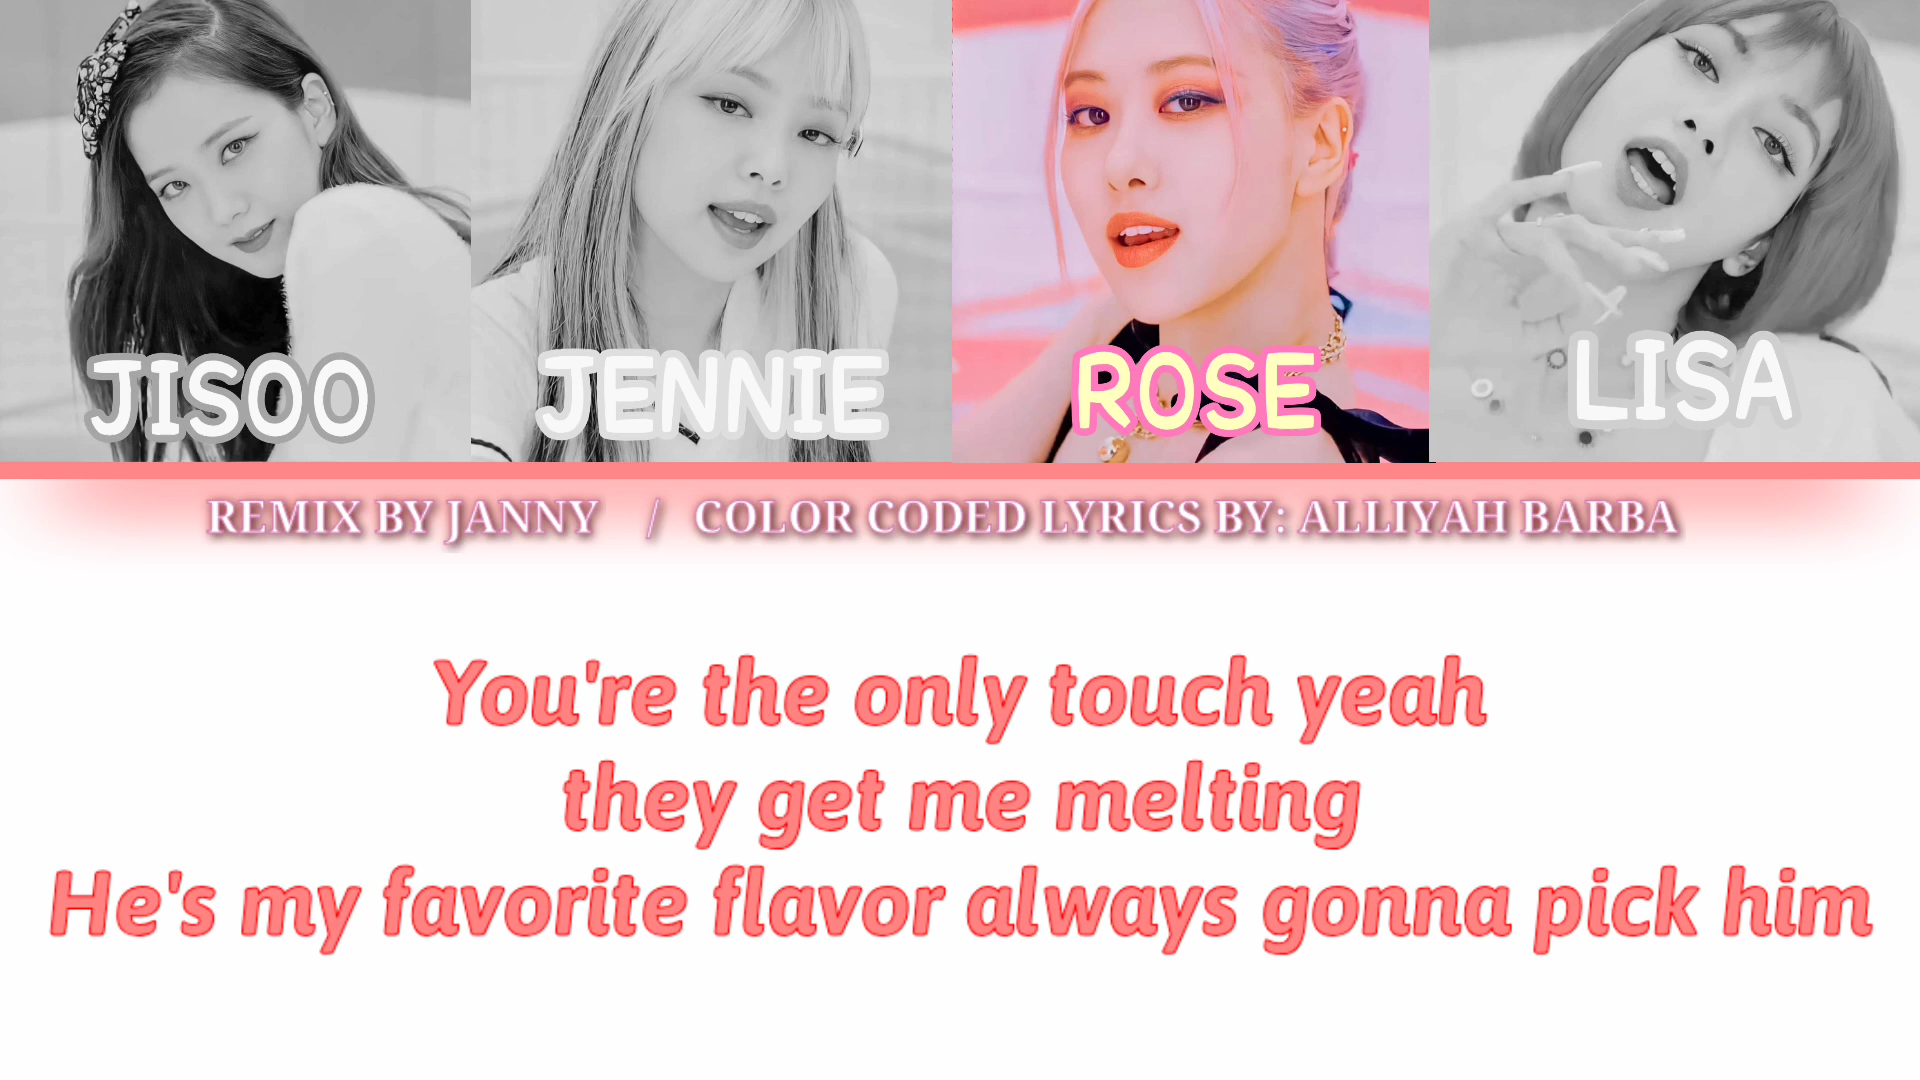 JISOO JENNIE ROSE LISA
REMIX BY JANNY / COLOR CODED LYRICS BY: ALLIYAH BARBA
You're the only touch yeah
they get me melting
He's my favorite flavor always gonna pick him